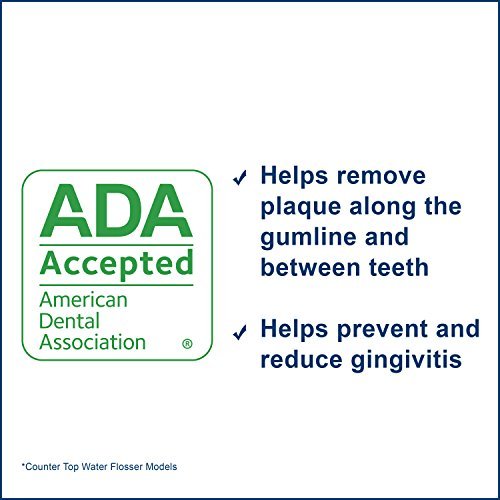 ADA
Accepted
American
Dental
Association ®
✓ Helps remove
plaque along the
gumline and
between teeth
✓ Helps prevent and
reduce gingivitis
*Counter Top Water Flosser Models